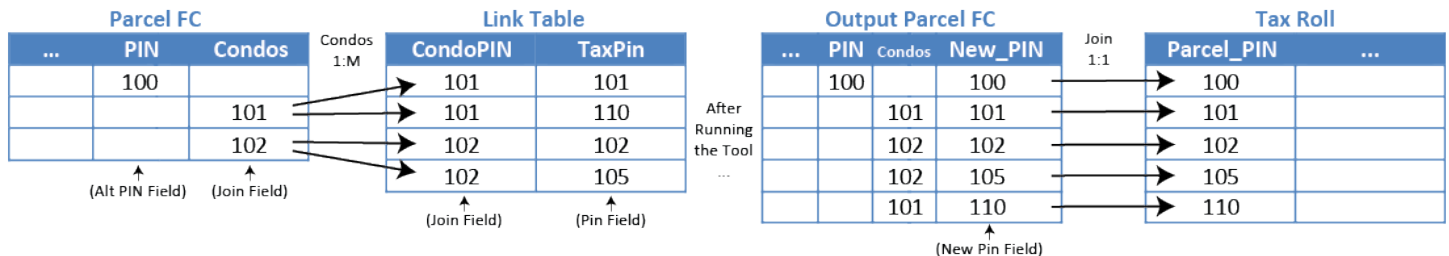 Parcel FC
Link Table
Output Parcel FC
Tax Roll
... PIN Condos
Condos
1:M
CondoPIN TaxPin
... PIN Condos New_PIN
Join
1:1
Parcel_PIN ...
100
101 101
100 100
100
101
101 110
101 101
101
102
102 102
102 102
102
102 105
102 105
105
101 110
110
After
Running
the Tool
...
(Alt PIN Field) (Join Field)
(Join Field) (Pin Field)
(New Pin Field)